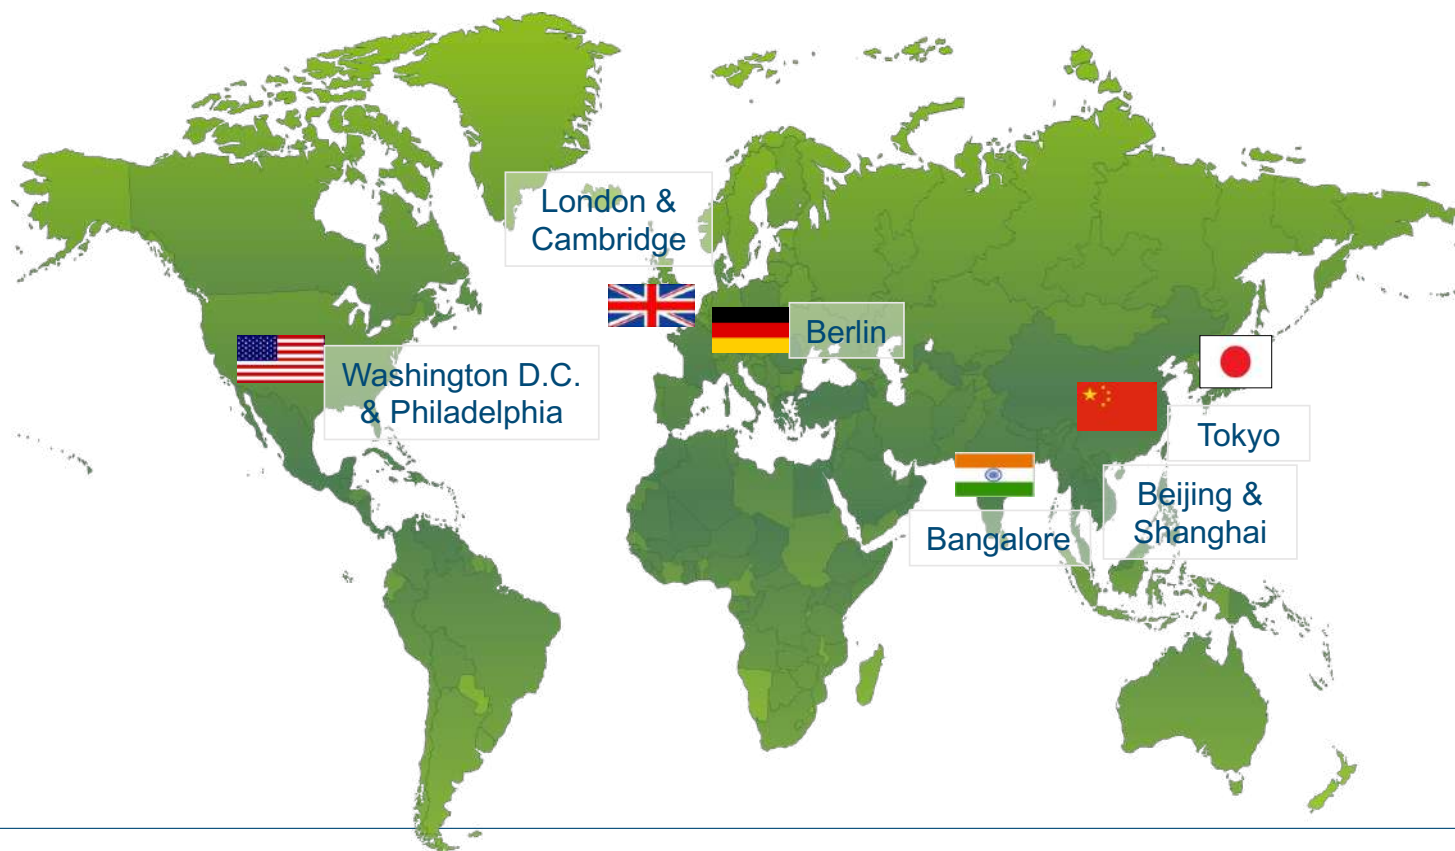 London &
Cambridge
Berlin
Washington D.C.
& Philadelphia
Tokyo
Beijing &
Shanghai
Bangalore